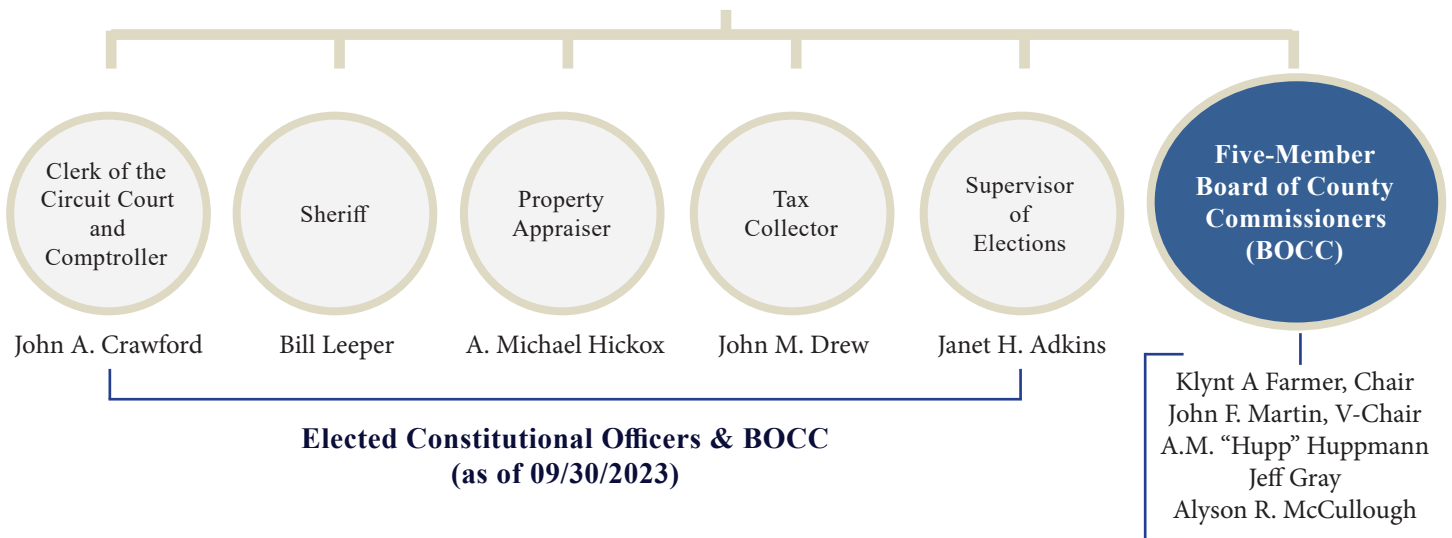 Clerk of the
Circuit Court
and
Comptroller
John A. Crawford
Sheriff
Bill Leeper
Property
Appraiser
A. Michael Hickox
Tax
Collector
John M. Drew
Supervisor
of
Elections
Janet H. Adkins
Five-Member
Board of County
Commissioners
(BOCC)
Klynt A Farmer, Chair
John F. Martin, V-Chair
A.M. “Hupp” Huppmann
Jeff Gray
Alyson R. McCullough
Elected Constitutional Officers & BOCC
(as of 09/30/2023)